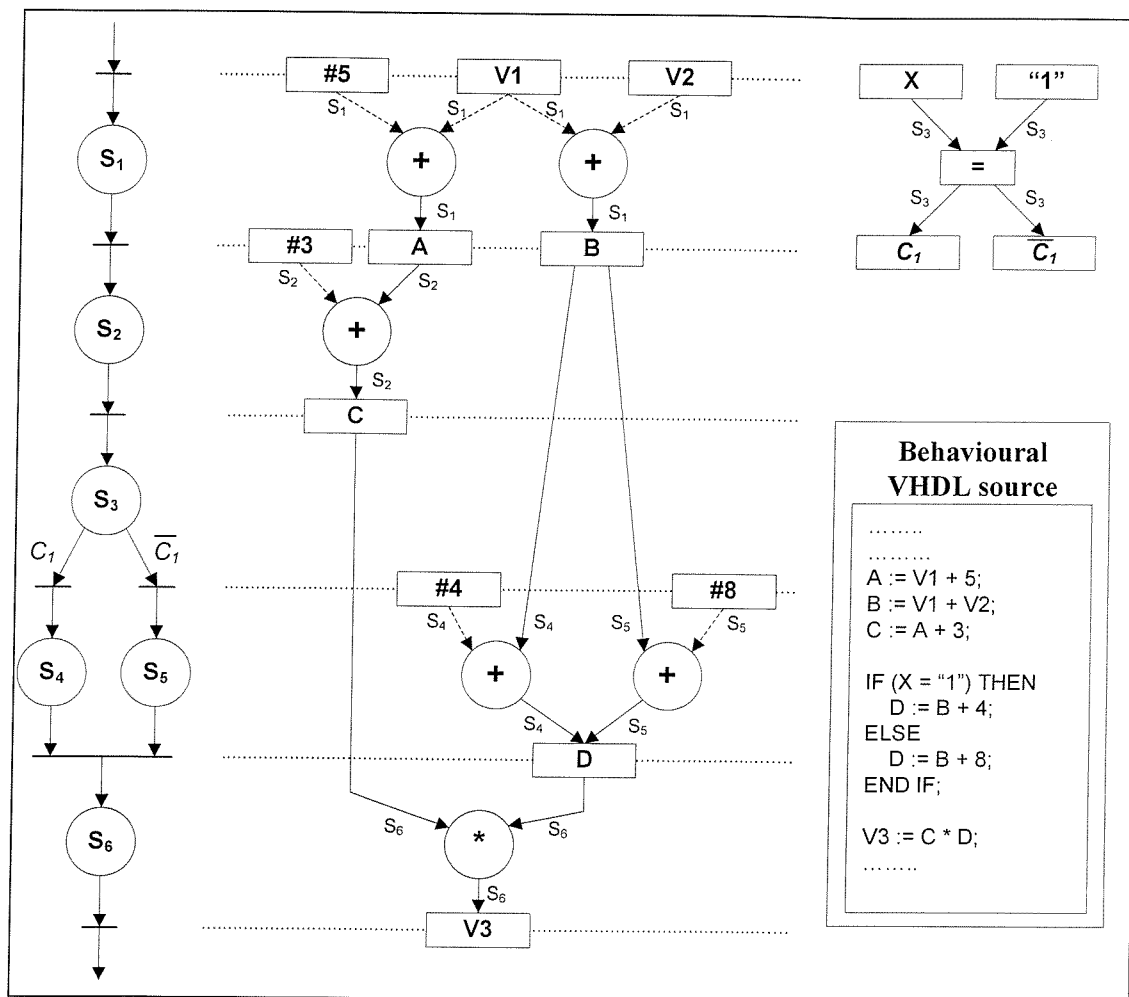 #5 V1 V2 X “1”
S1 S1 S1 S1 S3 S3
S1 + + =
S1 S1 S3 S3
#3 A B C1 C̅1̅
S2 S2
S2 +
S2
C
S3
C1 C̅1̅
#4 #8
S4 S4 S5 S5
S4 S5 + +
S4 S5
D
S6 S6
S6 *
S6
V3
Behavioural
VHDL source
........
.........
A := V1 + 5;
B := V1 + V2;
C := A + 3;
IF (X = “1”) THEN
D := B + 4;
ELSE
D := B + 8;
END IF;
V3 := C * D;
........